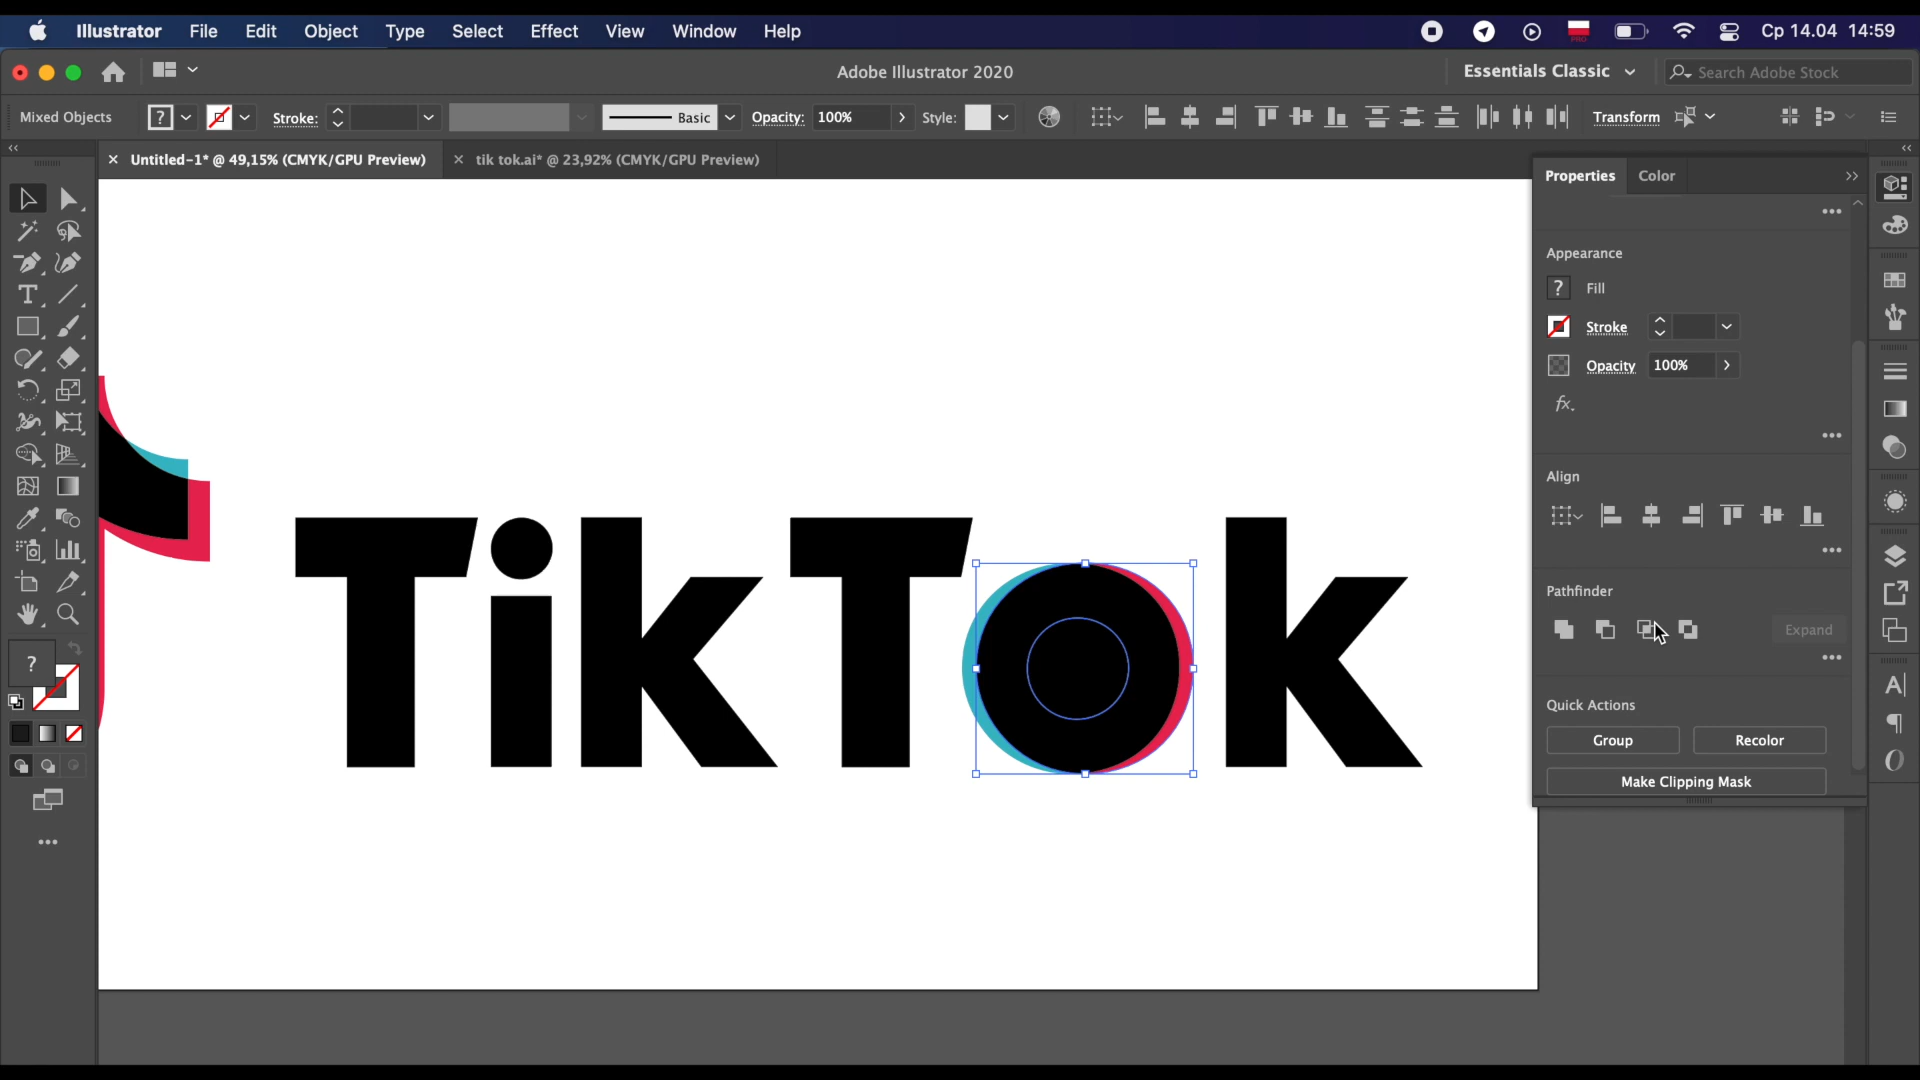 Illustrator File Edit Object Type Select Effect View Window Help Ср 14.04 14:59
Adobe Illustrator 2020 Essentials Classic Search Adobe Stock
Mixed Objects ? Stroke: Basic Opacity: 100% Style: Transform
Untitled-1* @ 49,15% (CMYK/GPU Preview) tik tok.ai* @ 23,92% (CMYK/GPU Preview)
Properties Color
Appearance
? Fill
Stroke
Opacity 100%
fx.
Align
Pathfinder
Expand
Quick Actions
Group Recolor
Make Clipping Mask
TikTok
?